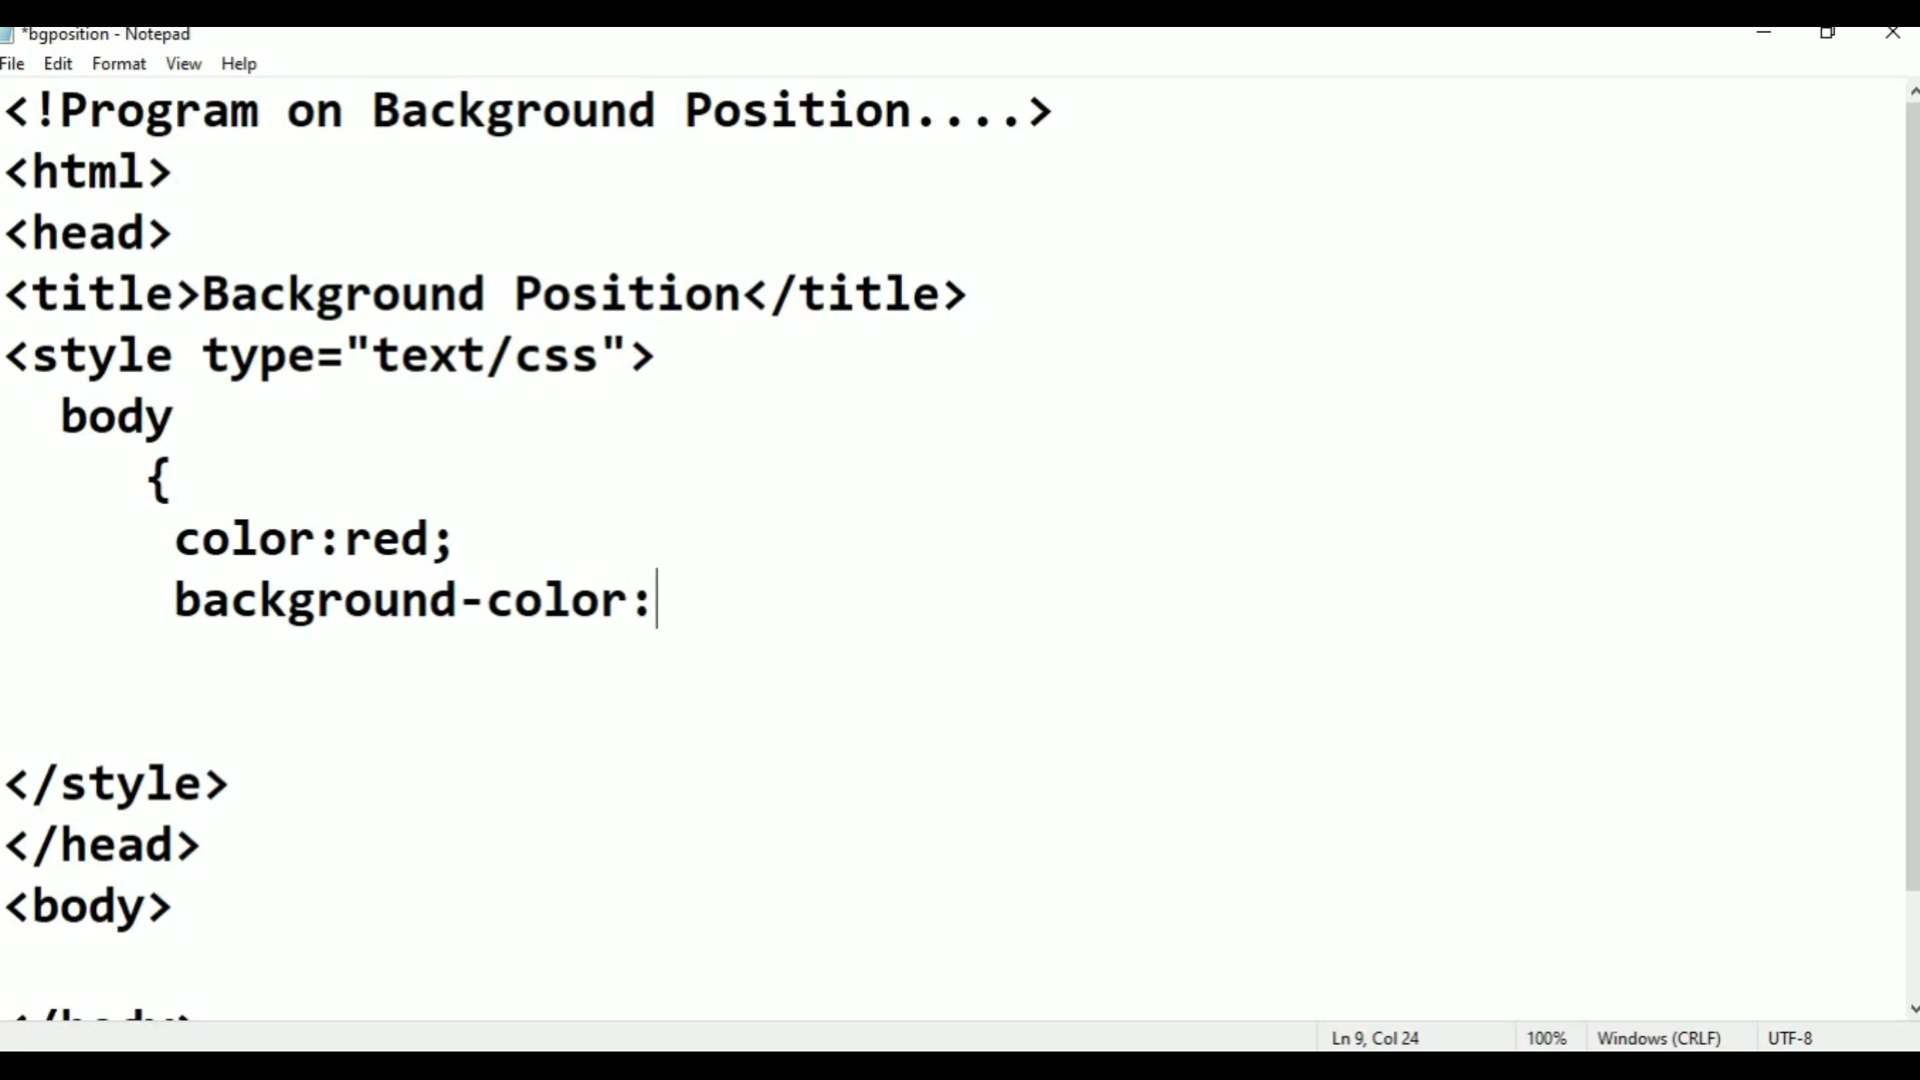 *bgposition - Notepad
File Edit Format View Help
<!Program on Background Position....>
<html>
<head>
<title>Background Position</title>
<style type="text/css">
body
{
color:red;
background-color:
</style>
</head>
<body>
</body>
Ln 9, Col 24 100% Windows (CRLF) UTF-8